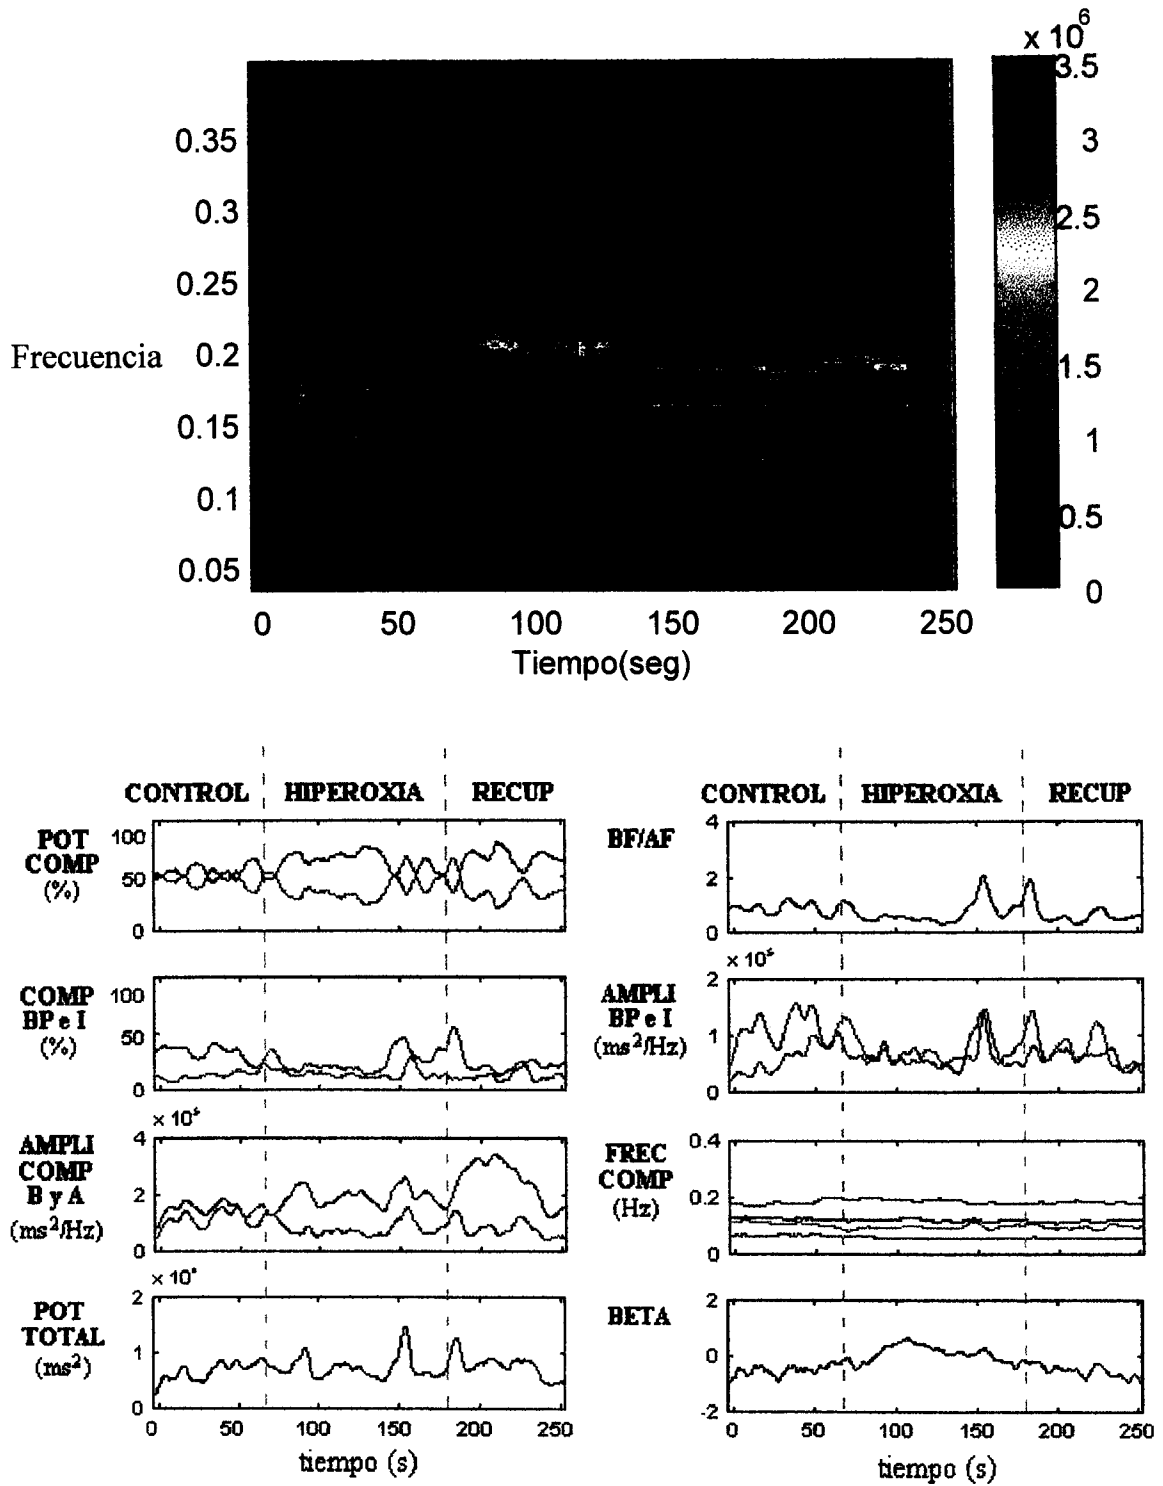 x 10^6
3.5
0.35
3
0.3
2.5
0.25
2
Frecuencia
0.2
1.5
0.15
1
0.1
0.5
0.05
0
0 50 100 150 200 250
Tiempo(seg)
CONTROL HIPEROXIA RECUP
POT
COMP
(%)
100
50
0
COMP
BP e I
(%)
100
50
0
AMPLI
COMP
B y A
(ms²/Hz)
4
2
0
POT
TOTAL
(ms²)
2
1
0
0 50 100 150 200 250
tiempo (s)
CONTROL HIPEROXIA RECUP
BF/AF
4
2
0
AMPLI
BP e I
(ms²/Hz)
2
1
0
FREC
COMP
(Hz)
0.4
0.2
0
BETA
2
0
-2
0 50 100 150 200 250
tiempo (s)